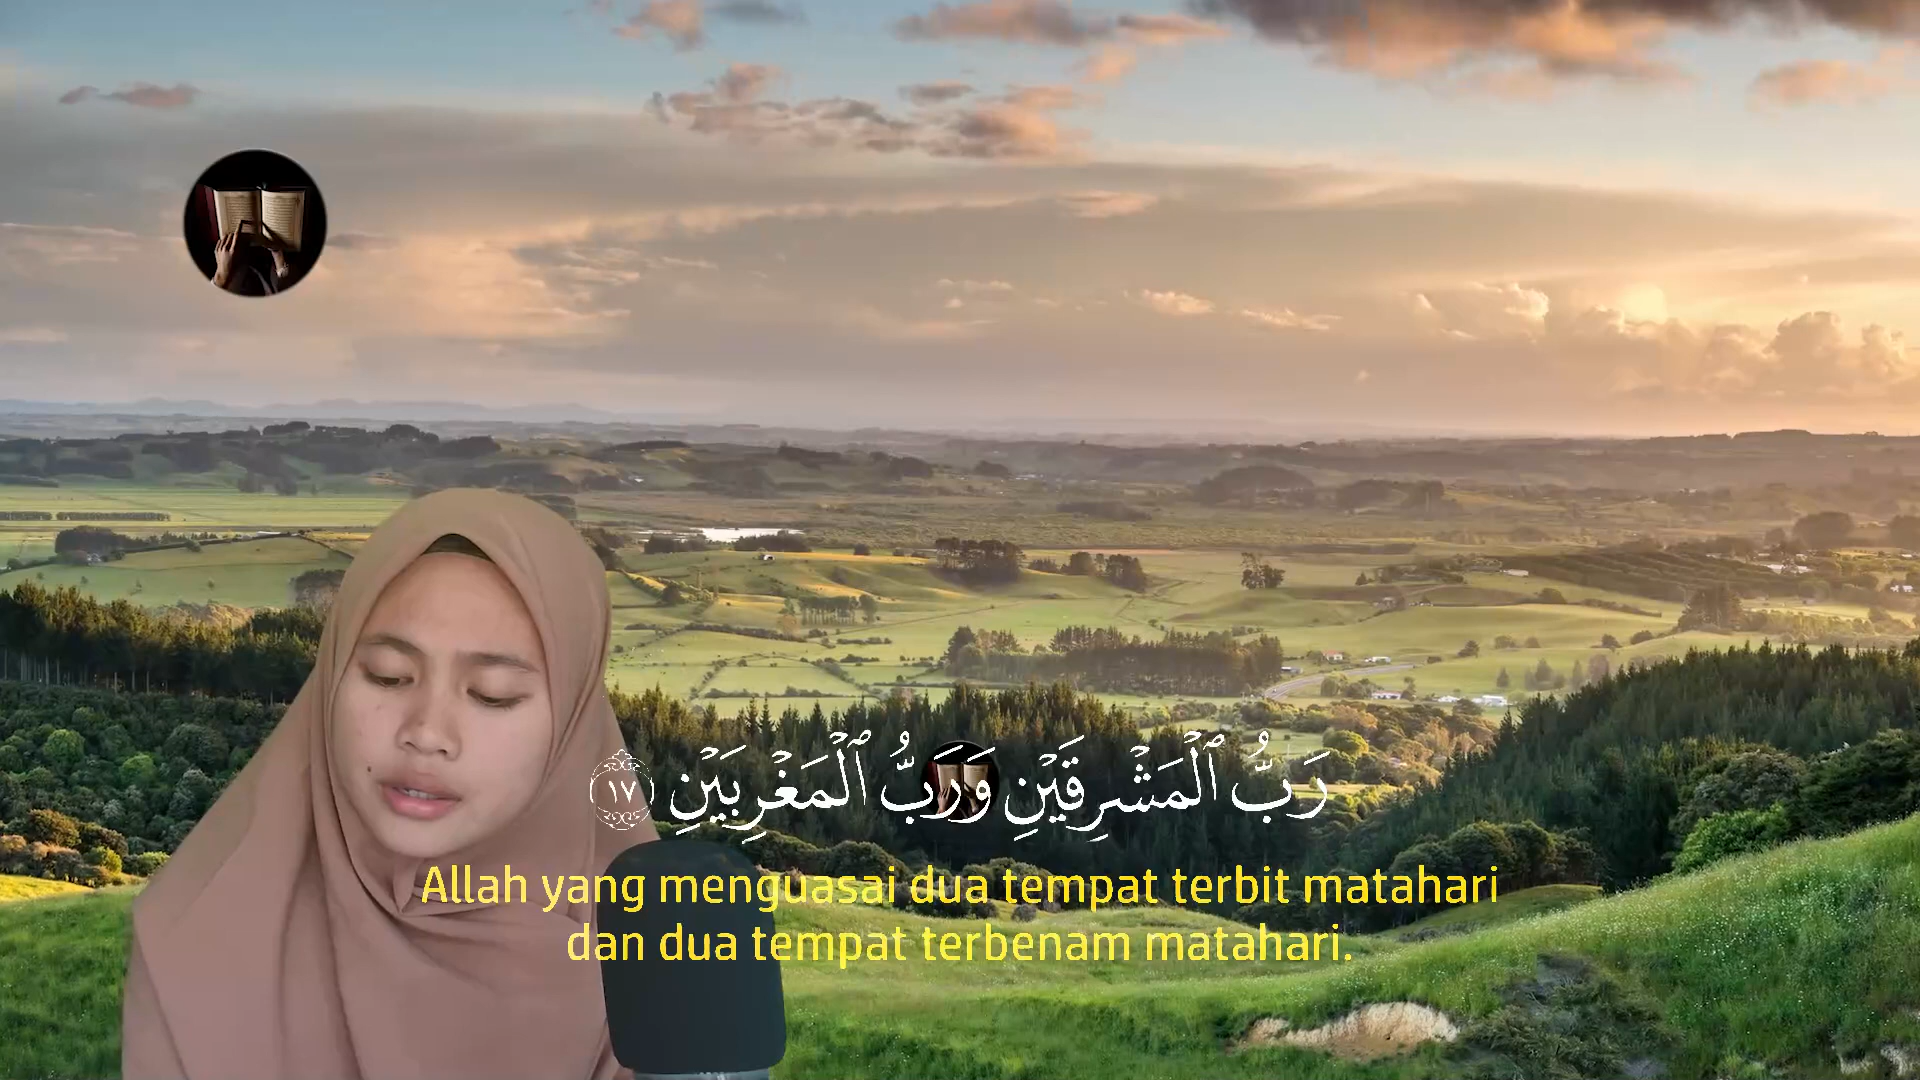 رَبُّ ٱلْمَشْرِقَيْنِ وَرَبُّ ٱلْمَغْرِبَيْنِ ١٧
Allah yang menguasai dua tempat terbit matahari
dan dua tempat terbenam matahari.